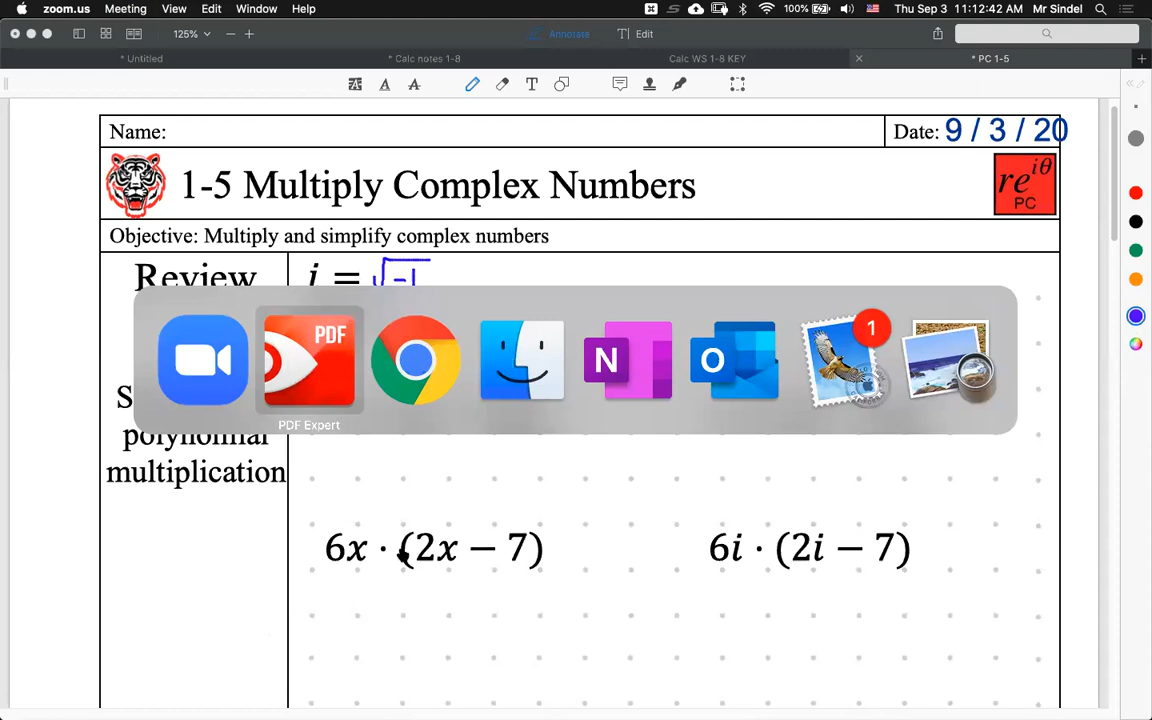 zoom.us Meeting View Edit Window Help 100% Thu Sep 3 11:12:42 AM Mr Sindel
125% Annotate Edit
* Untitled * Calc notes 1-8 Calc WS 1-8 KEY * PC 1-5
Name: Date: 9 / 3 / 20
1-5 Multiply Complex Numbers re^{iθ} PC
Objective: Multiply and simplify complex numbers
Review i = √-1
PDF N O 1
PDF Expert
S
polynomial
multiplication
6x · (2x − 7) 6i · (2i − 7)